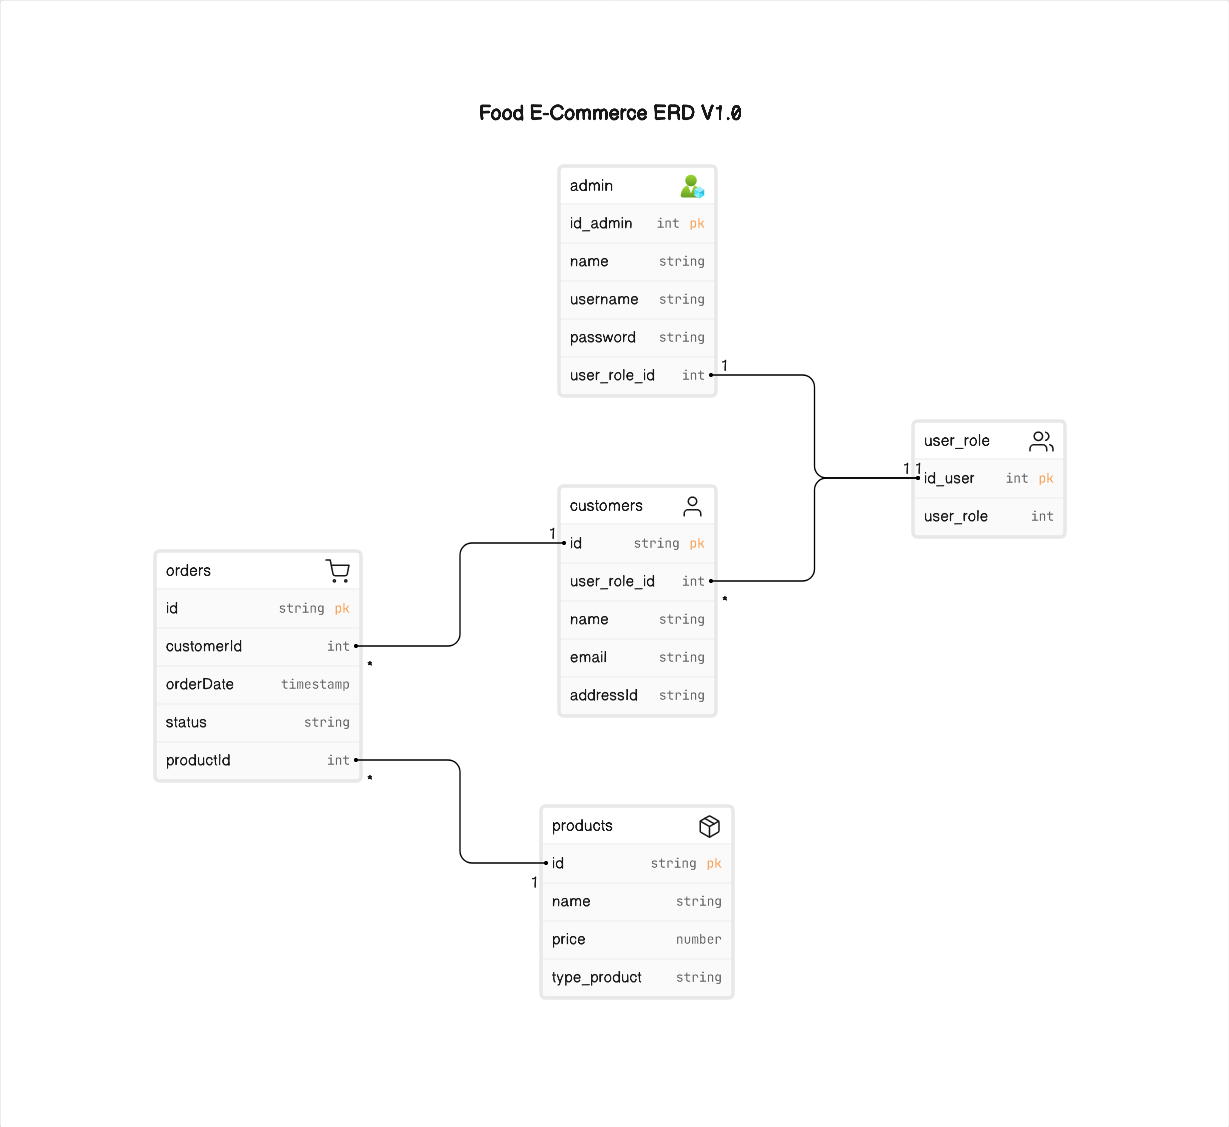 Food E-Commerce ERD V1.0
admin
id_admin int pk
name string
username string
password string
user_role_id int
1
user_role
1 1
id_user int pk
user_role int
customers
1
id string pk
user_role_id int
*
name string
email string
addressId string
orders
id string pk
customerId int
*
orderDate timestamp
status string
productId int
*
products
id string pk
1
name string
price number
type_product string